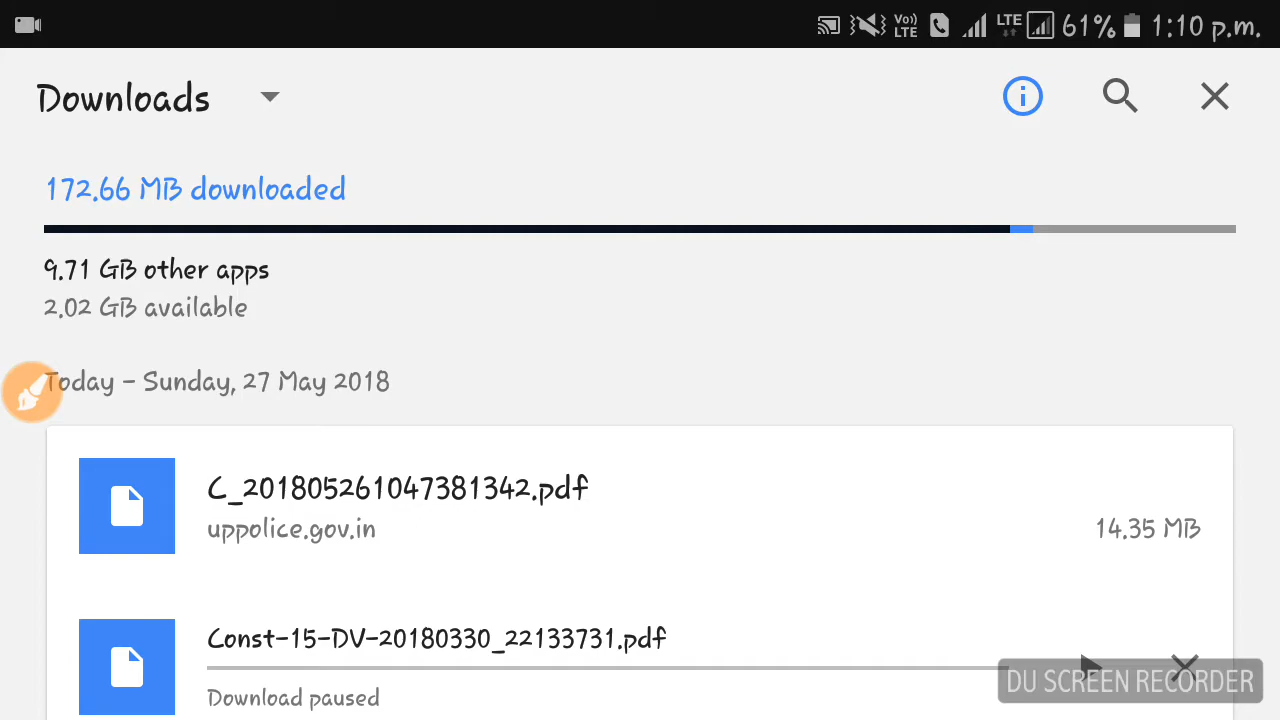 Vo) LTE LTE 61% 1:10 p.m.
Downloads
172.66 MB downloaded
9.71 GB other apps
2.02 GB available
Today - Sunday, 27 May 2018
C_201805261047381342.pdf
uppolice.gov.in
14.35 MB
Const-15-DV-20180330_22133731.pdf
Download paused
DU SCREEN RECORDER